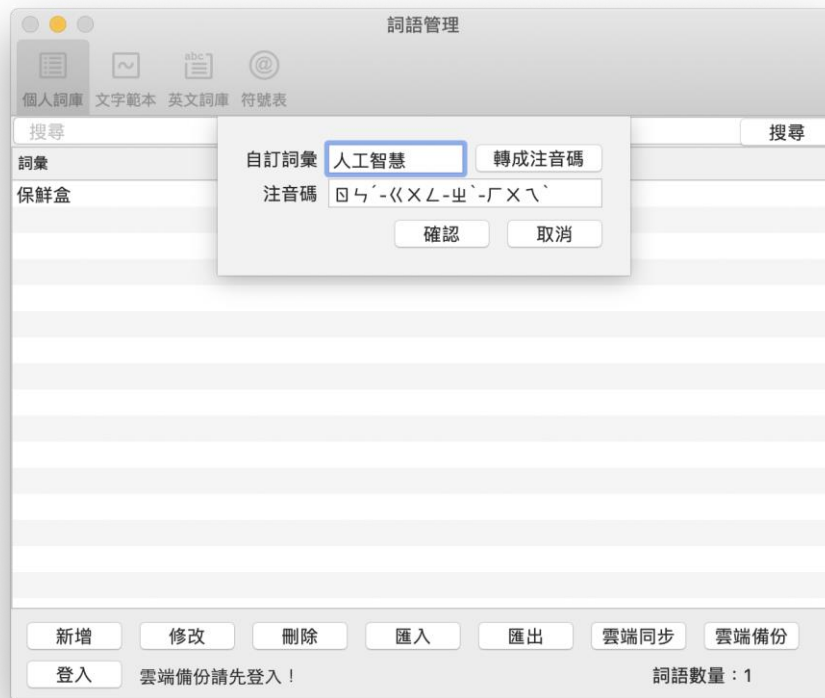 詞語管理
abc
個人詞庫 文字範本 英文詞庫 符號表
搜尋 搜尋
詞彙
自訂詞彙 人工智慧 轉成注音碼
注音碼 ㄖㄣˊ-ㄍㄨㄥ-ㄓˋ-ㄏㄨㄟˋ
確認 取消
保鮮盒
新增 修改 刪除 匯入 匯出 雲端同步 雲端備份
登入 雲端備份請先登入！ 詞語數量：1